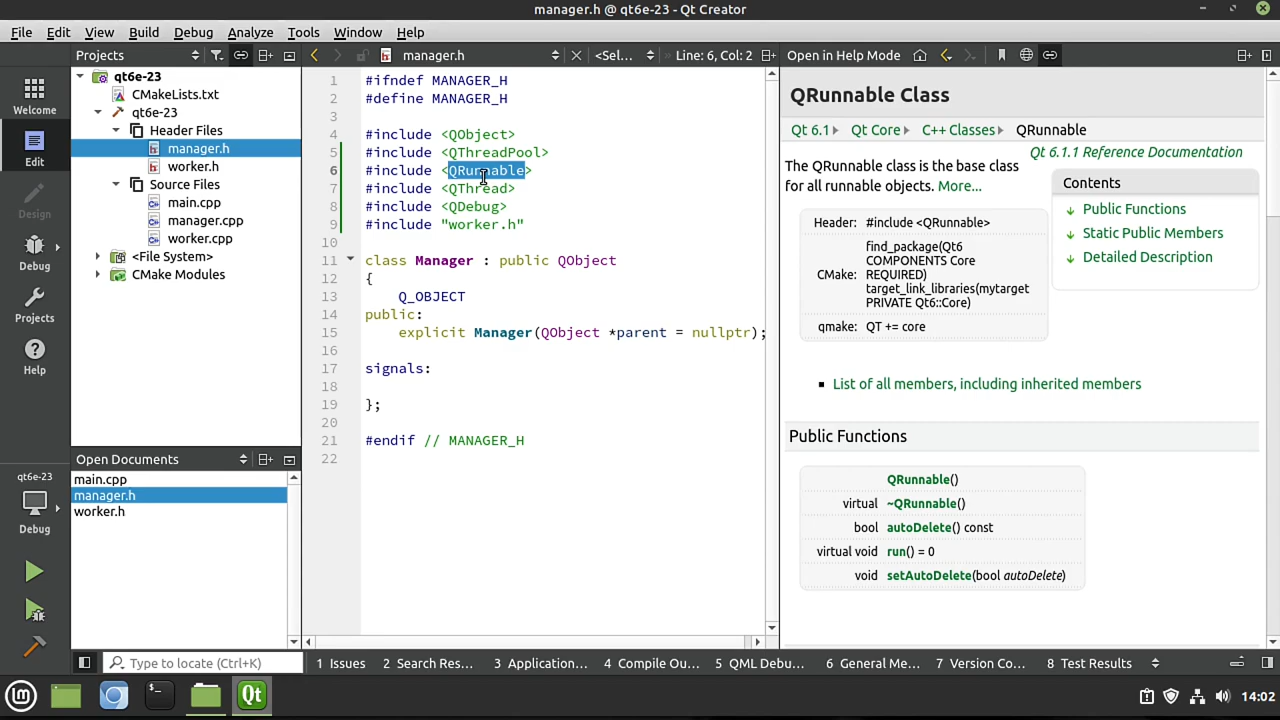 manager.h @ qt6e-23 - Qt Creator
File Edit View Build Debug Analyze Tools Window Help
Projects
manager.h
<Sel...
Line: 6, Col: 2
Open in Help Mode
Welcome
Edit
Design
Debug
Projects
Help
qt6e-23
Debug
qt6e-23
CMakeLists.txt
qt6e-23
Header Files
manager.h
worker.h
Source Files
main.cpp
manager.cpp
worker.cpp
<File System>
CMake Modules
Open Documents
main.cpp
manager.h
worker.h
1 #ifndef MANAGER_H
2 #define MANAGER_H
3
4 #include <QObject>
5 #include <QThreadPool>
6 #include <QRunnable>
7 #include <QThread>
8 #include <QDebug>
9 #include "worker.h"
10
11 class Manager : public QObject
12 {
13 Q_OBJECT
14 public:
15 explicit Manager(QObject *parent = nullptr);
16
17 signals:
18
19 };
20
21 #endif // MANAGER_H
22
QRunnable Class
Qt 6.1 Qt Core C++ Classes QRunnable
Qt 6.1.1 Reference Documentation
The QRunnable class is the base class
for all runnable objects. More...
Contents
Public Functions
Static Public Members
Detailed Description
Header: #include <QRunnable>
CMake: find_package(Qt6
COMPONENTS Core
REQUIRED)
target_link_libraries(mytarget
PRIVATE Qt6::Core)
qmake: QT += core
List of all members, including inherited members
Public Functions
QRunnable()
virtual ~QRunnable()
bool autoDelete() const
virtual void run() = 0
void setAutoDelete(bool autoDelete)
Type to locate (Ctrl+K)
1 Issues 2 Search Res... 3 Application... 4 Compile Ou... 5 QML Debu... 6 General Me... 7 Version Co... 8 Test Results
14:02